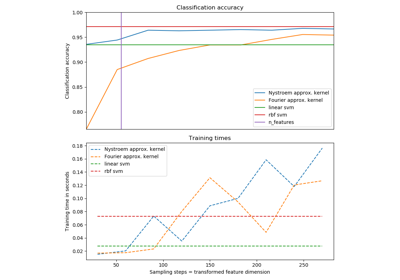 Classification accuracy
1.00
0.95
0.90
0.85
0.80
Classification accuracy
Nystroem approx. kernel
Fourier approx. kernel
linear svm
rbf svm
n_features
Training times
0.18
0.16
0.14
0.12
0.10
0.08
0.06
0.04
0.02
Training time in seconds
Nystroem approx. kernel
Fourier approx. kernel
linear svm
rbf svm
50
100
150
200
250
Sampling steps = transformed feature dimension